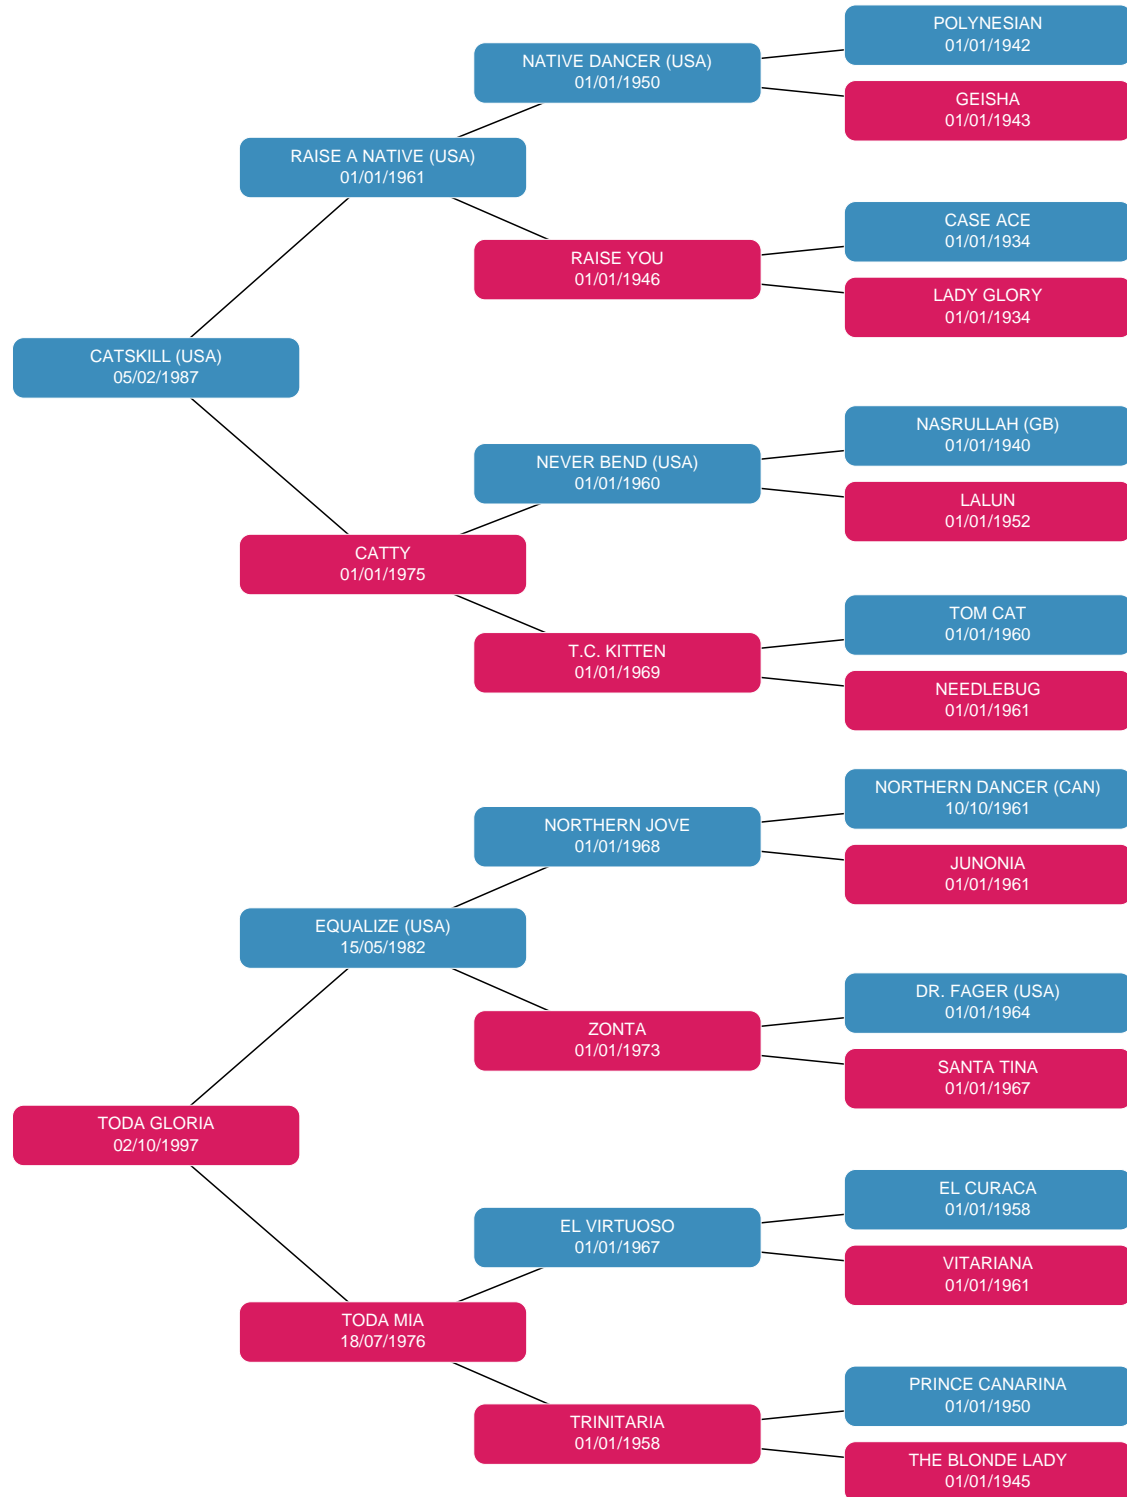 POLYNESIAN
01/01/1942
NATIVE DANCER (USA)
01/01/1950
GEISHA
01/01/1943
RAISE A NATIVE (USA)
01/01/1961
CASE ACE
01/01/1934
RAISE YOU
01/01/1946
LADY GLORY
01/01/1934
CATSKILL (USA)
05/02/1987
NASRULLAH (GB)
01/01/1940
NEVER BEND (USA)
01/01/1960
LALUN
01/01/1952
CATTY
01/01/1975
TOM CAT
01/01/1960
T.C. KITTEN
01/01/1969
NEEDLEBUG
01/01/1961
NORTHERN DANCER (CAN)
10/10/1961
NORTHERN JOVE
01/01/1968
JUNONIA
01/01/1961
EQUALIZE (USA)
15/05/1982
DR. FAGER (USA)
01/01/1964
ZONTA
01/01/1973
SANTA TINA
01/01/1967
TODA GLORIA
02/10/1997
EL CURACA
01/01/1958
EL VIRTUOSO
01/01/1967
VITARIANA
01/01/1961
TODA MIA
18/07/1976
PRINCE CANARINA
01/01/1950
TRINITARIA
01/01/1958
THE BLONDE LADY
01/01/1945